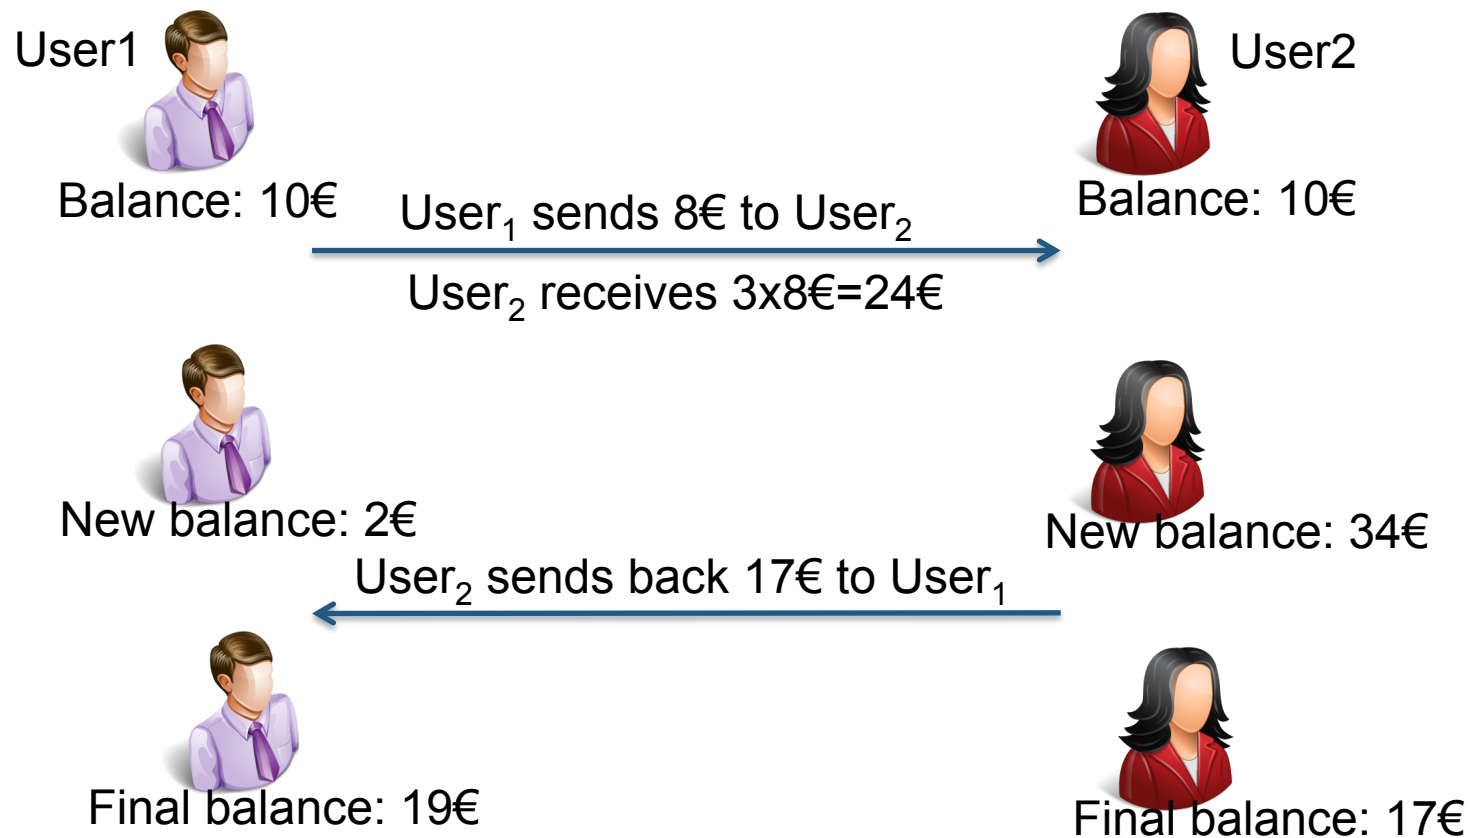 User1
User2
Balance: 10€
Balance: 10€
User₁ sends 8€ to User₂
User₂ receives 3x8€=24€
New balance: 2€
New balance: 34€
User₂ sends back 17€ to User₁
Final balance: 19€
Final balance: 17€